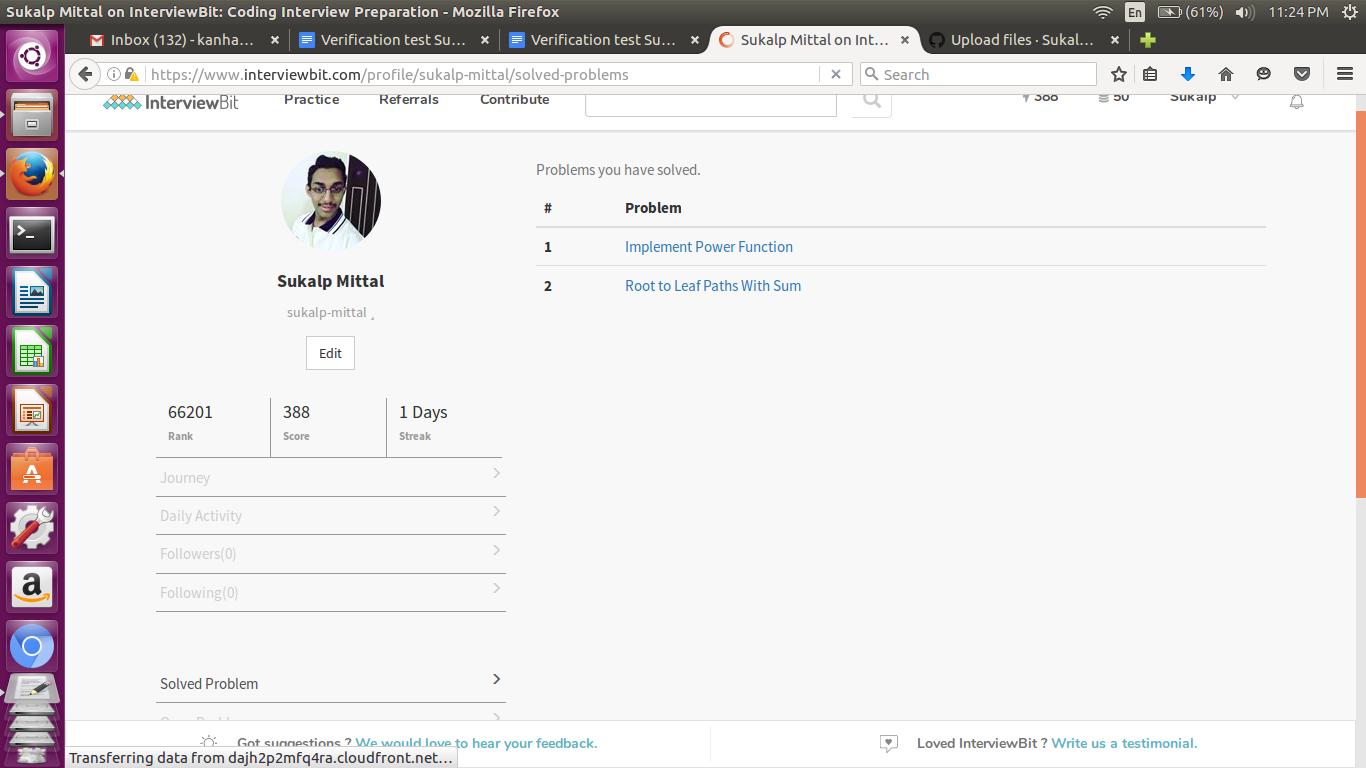 Sukalp Mittal on InterviewBit: Coding Interview Preparation - Mozilla Firefox
En (61%) 11:24 PM
Inbox (132) - kanha... Verification test Su... Verification test Su... Sukalp Mittal on Int... Upload files · Sukal...
https://www.interviewbit.com/profile/sukalp-mittal/solved-problems Search
InterviewBit Practice Referrals Contribute 388 50 Sukalp
Problems you have solved.
# Problem
1 Implement Power Function
2 Root to Leaf Paths With Sum
Sukalp Mittal
sukalp-mittal
Edit
66201 388 1 Days
Rank Score Streak
Journey
Daily Activity
Followers(0)
Following(0)
Solved Problem
Got suggestions ? We would love to hear your feedback. Loved InterviewBit ? Write us a testimonial.
Transferring data from dajh2p2mfq4ra.cloudfront.net...